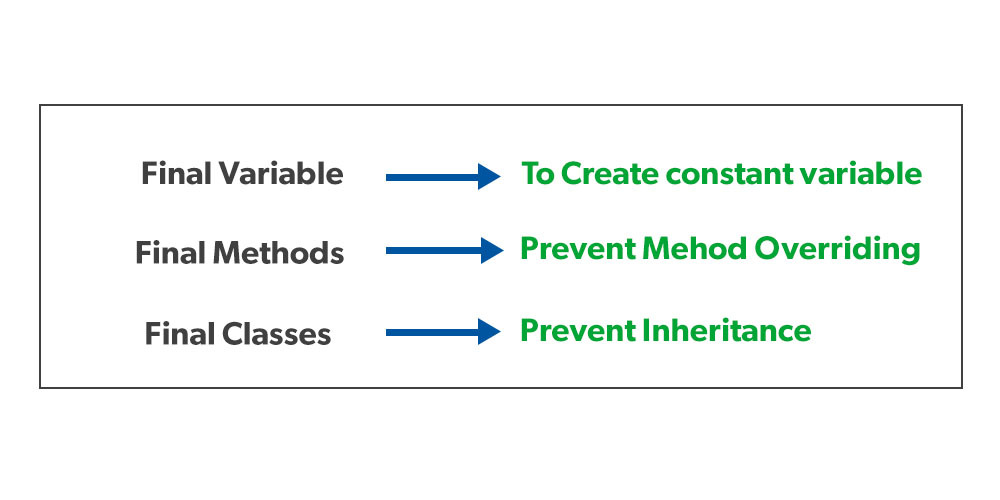 Final Variable To Create constant variable
Final Methods Prevent Mehod Overriding
Final Classes Prevent Inheritance